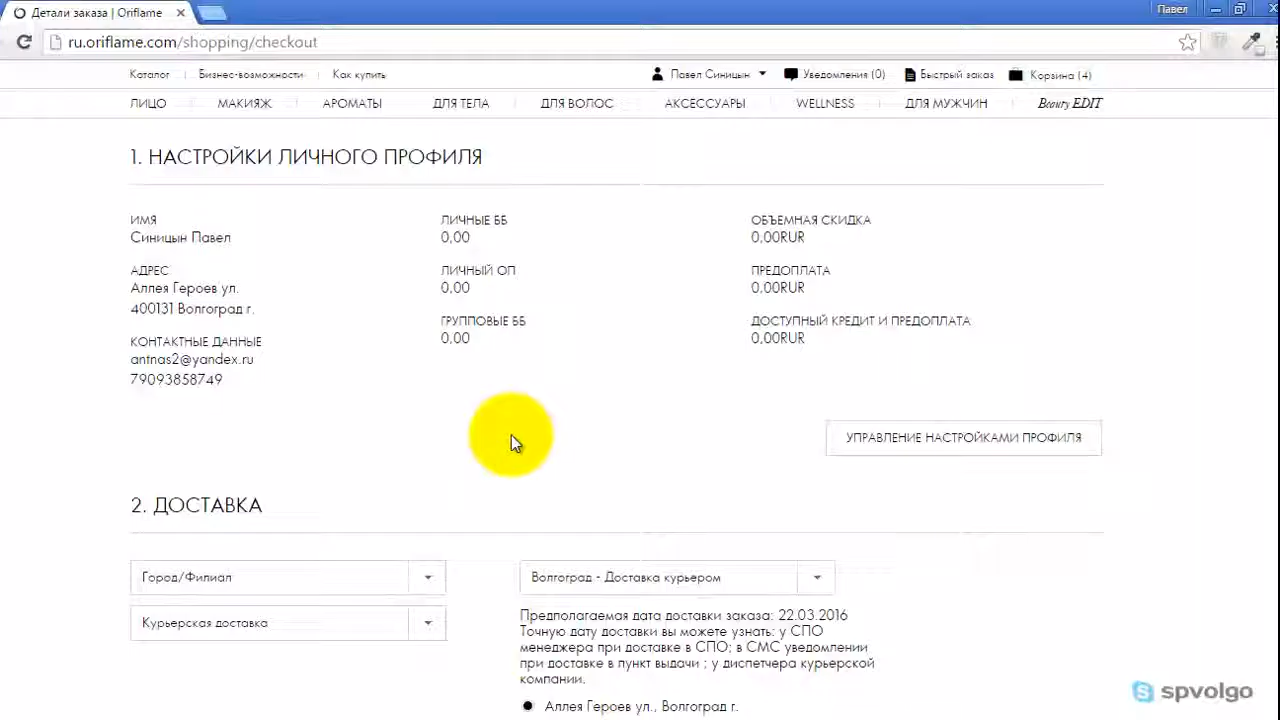 Детали заказа | Oriflame
Павел
ru.oriflame.com/shopping/checkout
Каталог Бизнес-возможности Как купить Павел Синицын Уведомления (0) Быстрый заказ Корзина (4)
ЛИЦО МАКИЯЖ АРОМАТЫ ДЛЯ ТЕЛА ДЛЯ ВОЛОС АКСЕССУАРЫ WELLNESS ДЛЯ МУЖЧИН Beauty EDIT
1. НАСТРОЙКИ ЛИЧНОГО ПРОФИЛЯ
ИМЯ
Синицын Павел
АДРЕС
Аллея Героев ул.
400131 Волгоград г.
КОНТАКТНЫЕ ДАННЫЕ
antnas2@yandex.ru
79093858749
ЛИЧНЫЕ ББ
0,00
ЛИЧНЫЙ ОП
0,00
ГРУППОВЫЕ ББ
0,00
ОБЪЕМНАЯ СКИДКА
0,00RUR
ПРЕДОПЛАТА
0,00RUR
ДОСТУПНЫЙ КРЕДИТ И ПРЕДОПЛАТА
0,00RUR
УПРАВЛЕНИЕ НАСТРОЙКАМИ ПРОФИЛЯ
2. ДОСТАВКА
Город/Филиал
Курьерская доставка
Волгоград - Доставка курьером
Предполагаемая дата доставки заказа: 22.03.2016
Точную дату доставки вы можете узнать: у СПО
менеджера при доставке в СПО; в СМС уведомлении
при доставке в пункт выдачи ; у диспетчера курьерской
компании.
Аллея Героев ул., Волгоград г.
spvolgo